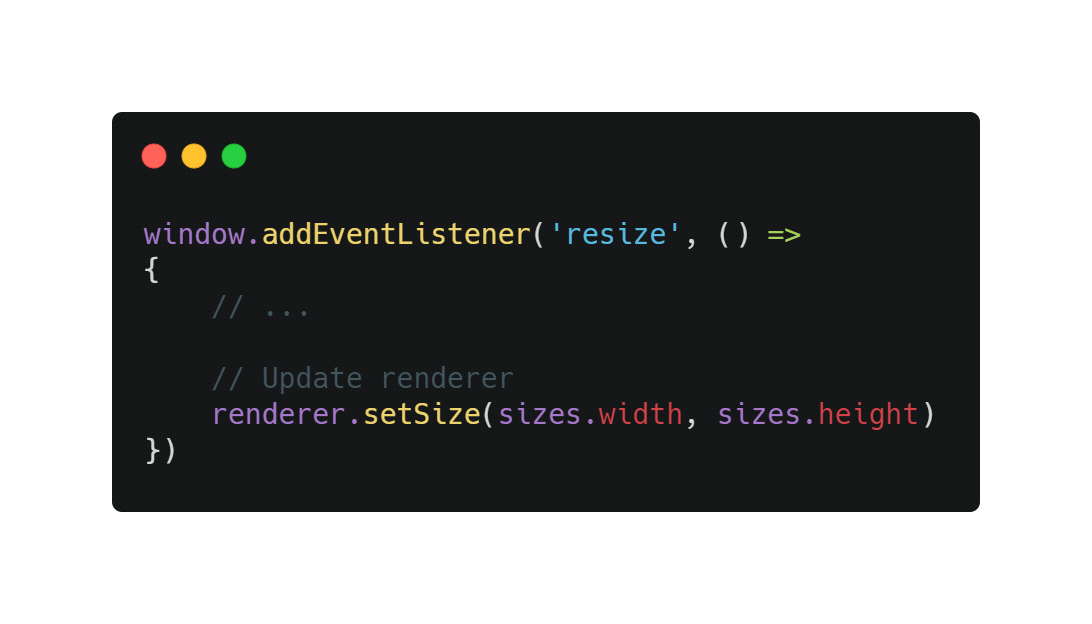 window.addEventListener('resize', () =>
{
    // ...

    // Update renderer
    renderer.setSize(sizes.width, sizes.height)
})